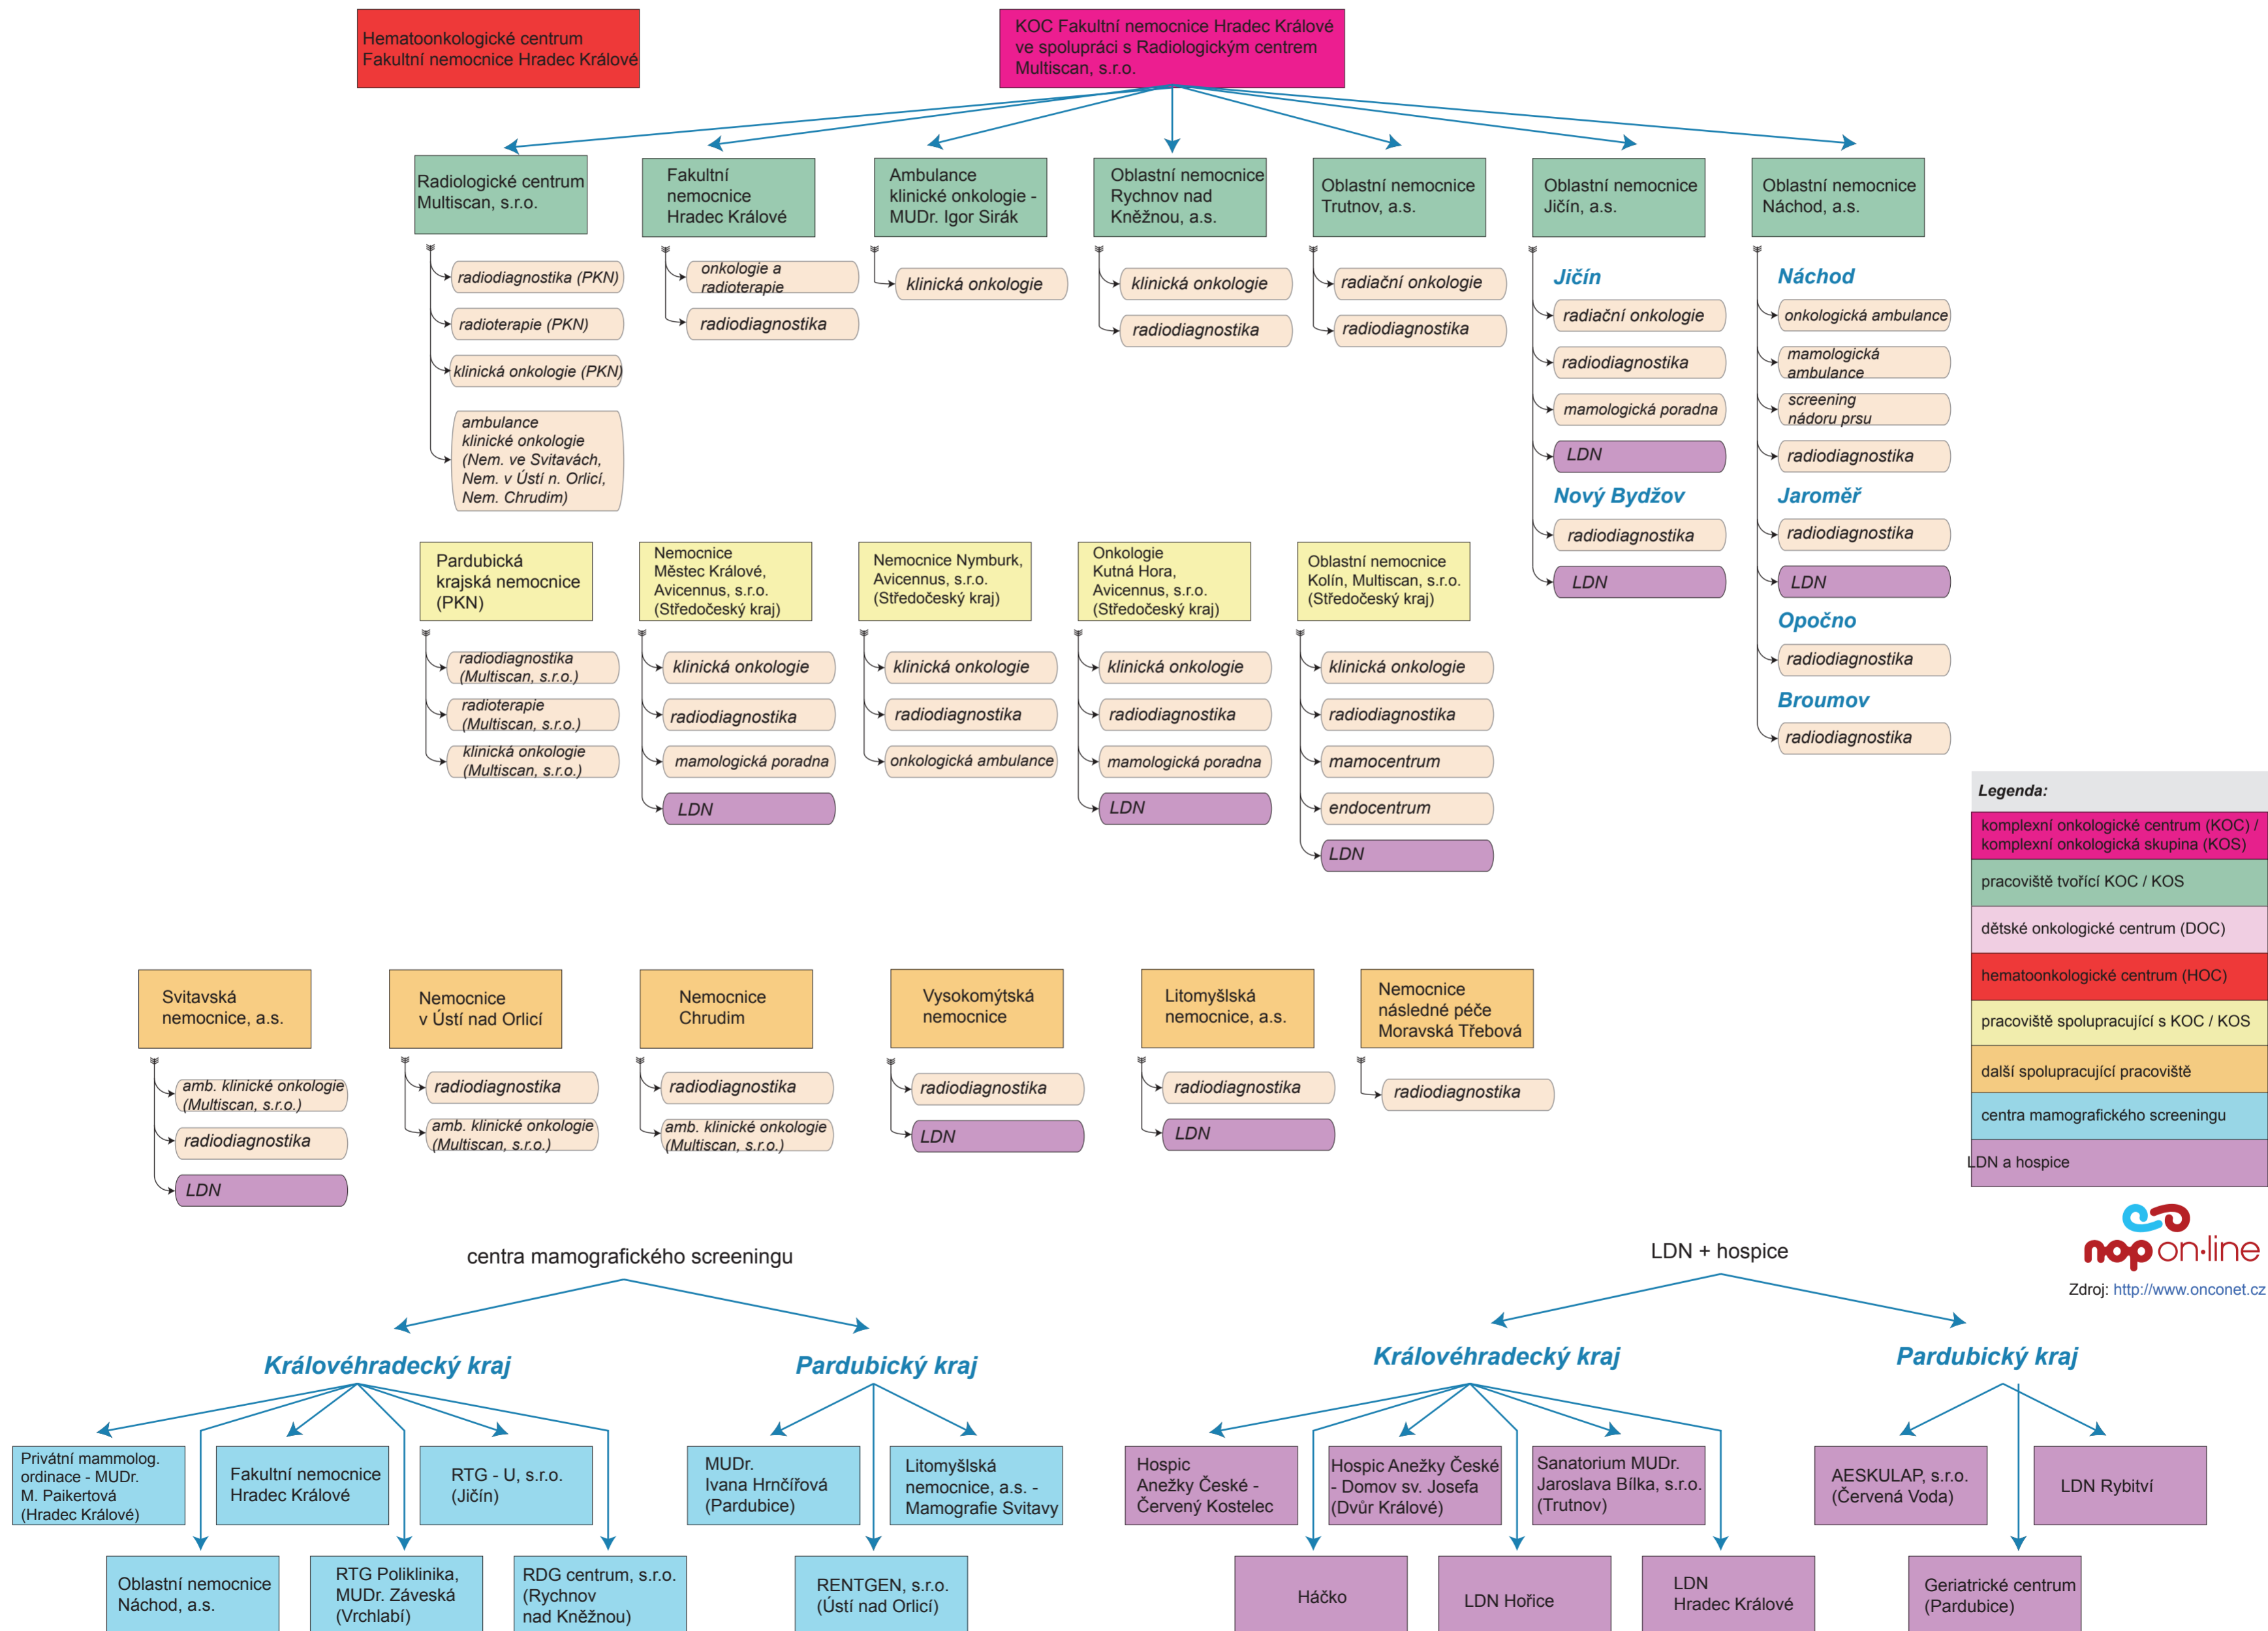 Hematoonkologické centrum
Fakultní nemocnice Hradec Králové
KOC Fakultní nemocnice Hradec Králové
ve spolupráci s Radiologickým centrem
Multiscan, s.r.o.
Radiologické centrum
Multiscan, s.r.o.
radiodiagnostika (PKN)
radioterapie (PKN)
klinická onkologie (PKN)
ambulance
klinické onkologie
(Nem. ve Svitavách,
Nem. v Ústí n. Orlicí,
Nem. Chrudim)
Fakultní
nemocnice
Hradec Králové
onkologie a
radioterapie
radiodiagnostika
Ambulance
klinické onkologie -
MUDr. Igor Sirák
klinická onkologie
Oblastní nemocnice
Rychnov nad
Kněžnou, a.s.
klinická onkologie
radiodiagnostika
Oblastní nemocnice
Trutnov, a.s.
radiační onkologie
radiodiagnostika
Oblastní nemocnice
Jičín, a.s.
Jičín
radiační onkologie
radiodiagnostika
mamologická poradna
LDN
Nový Bydžov
radiodiagnostika
LDN
Oblastní nemocnice
Náchod, a.s.
Náchod
onkologická ambulance
mamologická
ambulance
screening
nádoru prsu
radiodiagnostika
Jaroměř
radiodiagnostika
LDN
Opočno
radiodiagnostika
Broumov
radiodiagnostika
Pardubická
krajská nemocnice
(PKN)
radiodiagnostika
(Multiscan, s.r.o.)
radioterapie
(Multiscan, s.r.o.)
klinická onkologie
(Multiscan, s.r.o.)
Nemocnice
Městec Králové,
Avicennus, s.r.o.
(Středočeský kraj)
klinická onkologie
radiodiagnostika
mamologická poradna
LDN
Nemocnice Nymburk,
Avicennus, s.r.o.
(Středočeský kraj)
klinická onkologie
radiodiagnostika
onkologická ambulance
Onkologie
Kutná Hora,
Avicennus, s.r.o.
(Středočeský kraj)
klinická onkologie
radiodiagnostika
mamologická poradna
LDN
Oblastní nemocnice
Kolín, Multiscan, s.r.o.
(Středočeský kraj)
klinická onkologie
radiodiagnostika
mamocentrum
endocentrum
LDN
Legenda:
komplexní onkologické centrum (KOC) /
komplexní onkologická skupina (KOS)
pracoviště tvořící KOC / KOS
dětské onkologické centrum (DOC)
hematoonkologické centrum (HOC)
pracoviště spolupracující s KOC / KOS
další spolupracující pracoviště
centra mamografického screeningu
LDN a hospice
Svitavská
nemocnice, a.s.
amb. klinické onkologie
(Multiscan, s.r.o.)
radiodiagnostika
LDN
Nemocnice
v Ústí nad Orlicí
radiodiagnostika
amb. klinické onkologie
(Multiscan, s.r.o.)
Nemocnice
Chrudim
radiodiagnostika
amb. klinické onkologie
(Multiscan, s.r.o.)
Vysokomýtská
nemocnice
radiodiagnostika
LDN
Litomyšlská
nemocnice, a.s.
radiodiagnostika
LDN
Nemocnice
následné péče
Moravská Třebová
radiodiagnostika
nop on-line
Zdroj: http://www.onconet.cz
centra mamografického screeningu
Královéhradecký kraj
Privátní mammolog.
ordinace - MUDr.
M. Paikertová
(Hradec Králové)
Fakultní nemocnice
Hradec Králové
RTG - U, s.r.o.
(Jičín)
Oblastní nemocnice
Náchod, a.s.
RTG Poliklinika,
MUDr. Záveská
(Vrchlabí)
RDG centrum, s.r.o.
(Rychnov
nad Kněžnou)
Pardubický kraj
MUDr.
Ivana Hrnčířová
(Pardubice)
Litomyšlská
nemocnice, a.s. -
Mamografie Svitavy
RENTGEN, s.r.o.
(Ústí nad Orlicí)
LDN + hospice
Královéhradecký kraj
Hospic
Anežky České -
Červený Kostelec
Hospic Anežky České
- Domov sv. Josefa
(Dvůr Králové)
Sanatorium MUDr.
Jaroslava Bílka, s.r.o.
(Trutnov)
Háčko
LDN Hořice
LDN
Hradec Králové
Pardubický kraj
AESKULAP, s.r.o.
(Červená Voda)
LDN Rybitví
Geriatrické centrum
(Pardubice)